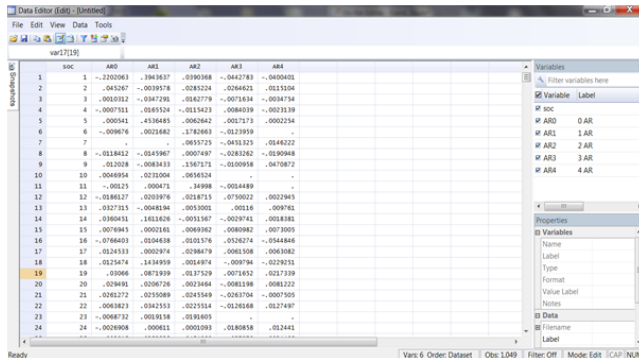 Data Editor (Edit) - [Untitled]
File Edit View Data Tools
var17[19]
Snapshots
soc AR0 AR1 AR2 AR3 AR4
1 1 -.2202063 .3943637 .0390368 -.0442783 -.0400401
2 2 .045267 -.0039578 .0285224 .0264621 .0115104
3 3 .0010312 -.0347291 .0162779 -.0071634 -.0034754
4 4 -.0007511 .0165524 -.0115423 .0084039 -.0023139
5 5 .000541 .4536485 .0062642 .0017173 .0002254
6 6 -.009676 .0021682 .1782663 -.0123959 .
7 7 . . .0655725 -.0451325 .0146222
8 8 -.0118412 -.0145967 .0007497 -.0283262 -.0190948
9 9 .012028 -.0083433 .1567171 -.0100958 .0470872
10 10 .0046954 .0231004 .0656524 . .
11 11 -.00125 .000471 .34998 -.0014489 .
12 12 -.0188127 .0203976 .0218715 .0750022 .0022945
13 13 .0327315 -.0048194 .0053001 .00116 .009761
14 14 .0360451 .1611626 -.0051367 -.0029741 .0018381
15 15 .0076945 .0002161 .0069362 .0080982 .0073005
16 16 -.0766403 .0104638 .0101576 .0526274 -.0544846
17 17 .0124533 .0002974 .0298479 .0061508 .0063082
18 18 .0125474 .1434959 .0014974 -.009794 -.0229251
19 19 .03066 .0871939 .0137529 .0071652 .0217339
20 20 .029491 .0206726 .0023464 -.0081198 .0081222
21 21 .0261272 .0255089 .0245549 -.0263704 -.0007505
22 22 .0063823 .0342553 .0225514 -.0126168 .0127497
23 23 -.0068732 .0019158 .0191605 . .
24 24 -.0026908 .000611 .0001093 .0180858 .012441
Variables
Filter variables here
Variable Label
soc
AR0 0 AR
AR1 1 AR
AR2 2 AR
AR3 3 AR
AR4 4 AR
Properties
Variables
Name
Label
Type
Format
Value Label
Notes
Data
Filename
Label
Ready Vars: 6 Order: Dataset Obs: 1,049 Filter: Off Mode: Edit CAP NUM